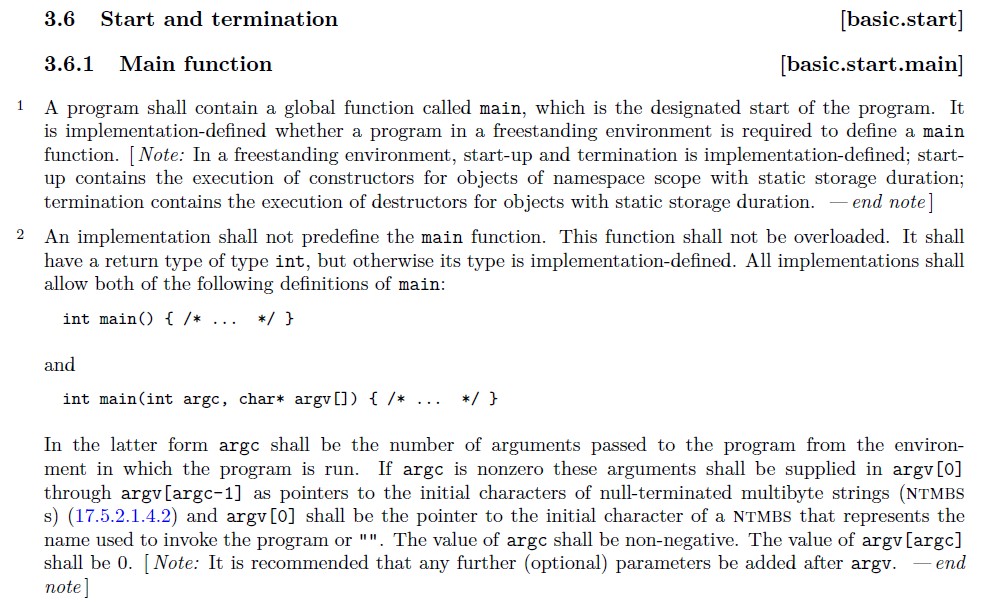 3.6 Start and termination [basic.start]
3.6.1 Main function [basic.start.main]
1 A program shall contain a global function called main, which is the designated start of the program. It
is implementation-defined whether a program in a freestanding environment is required to define a main
function. [ Note: In a freestanding environment, start-up and termination is implementation-defined; start-
up contains the execution of constructors for objects of namespace scope with static storage duration;
termination contains the execution of destructors for objects with static storage duration. — end note ]
2 An implementation shall not predefine the main function. This function shall not be overloaded. It shall
have a return type of type int, but otherwise its type is implementation-defined. All implementations shall
allow both of the following definitions of main:
int main() { /* ... */ }
and
int main(int argc, char* argv[]) { /* ... */ }
In the latter form argc shall be the number of arguments passed to the program from the environ-
ment in which the program is run. If argc is nonzero these arguments shall be supplied in argv[0]
through argv[argc-1] as pointers to the initial characters of null-terminated multibyte strings (NTMBS
s) (17.5.2.1.4.2) and argv[0] shall be the pointer to the initial character of a NTMBS that represents the
name used to invoke the program or "". The value of argc shall be non-negative. The value of argv[argc]
shall be 0. [ Note: It is recommended that any further (optional) parameters be added after argv. — end
note ]